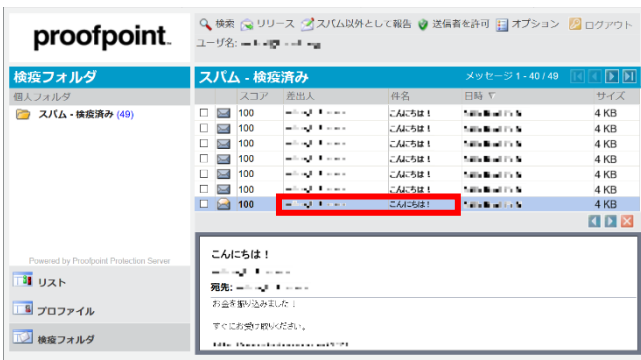 proofpoint
検索 リリース スパム以外として報告 送信者を許可 オプション ログアウト
ユーザ名:
検疫フォルダ
スパム - 検疫済み メッセージ 1 - 40 / 49
個人フォルダ
スコア 差出人 件名 日時 サイズ
スパム - 検疫済み (49)
100 こんにちは！ 4 KB
100 こんにちは！ 4 KB
100 こんにちは！ 4 KB
100 こんにちは！ 4 KB
100 こんにちは！ 4 KB
100 こんにちは！ 4 KB
Powered by Proofpoint Protection Server
こんにちは！
宛先:
お金を振り込みました！
すぐにお受け取りください。
リスト
プロファイル
検疫フォルダ